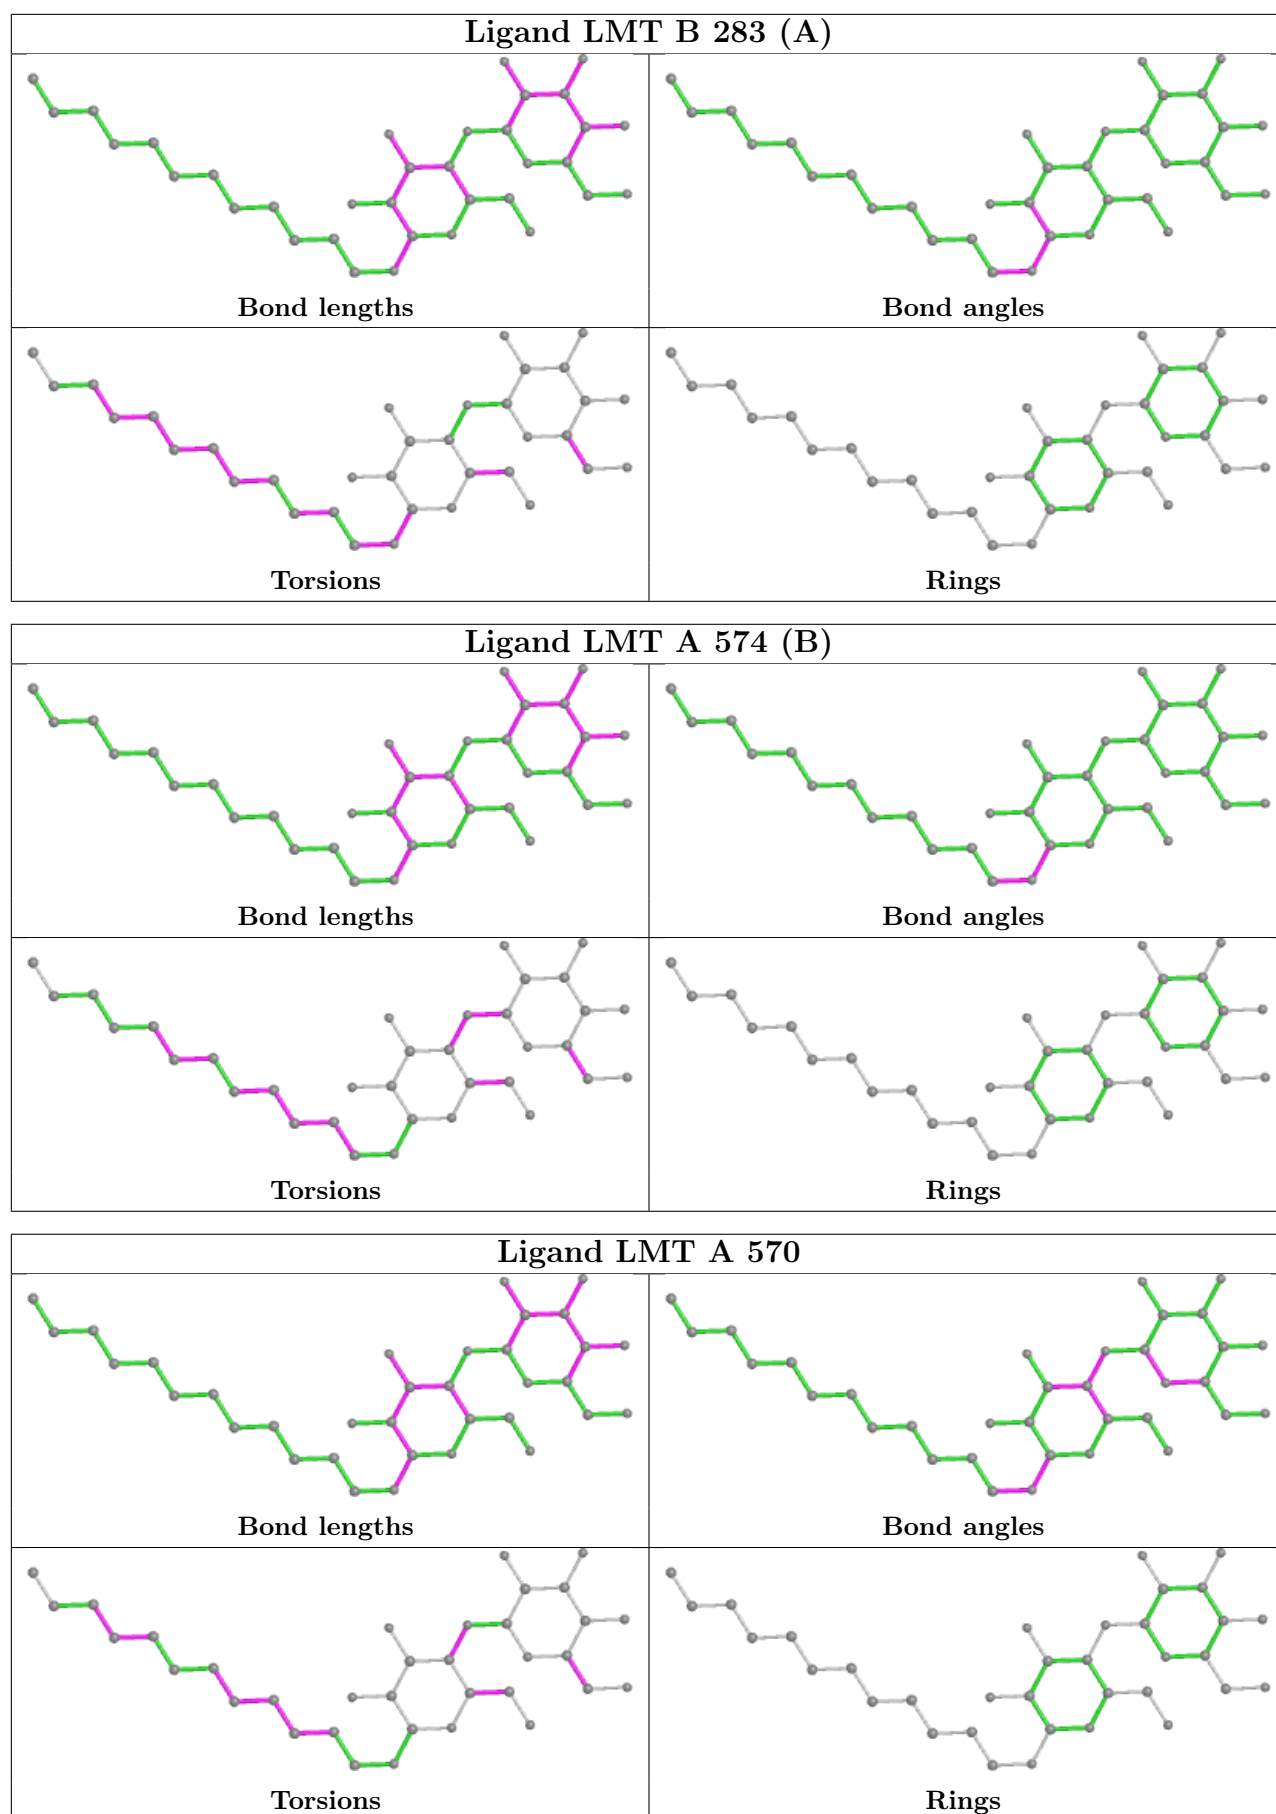 Ligand LMT B 283 (A)
Bond lengths
Bond angles
Torsions
Rings
Ligand LMT A 574 (B)
Bond lengths
Bond angles
Torsions
Rings
Ligand LMT A 570
Bond lengths
Bond angles
Torsions
Rings